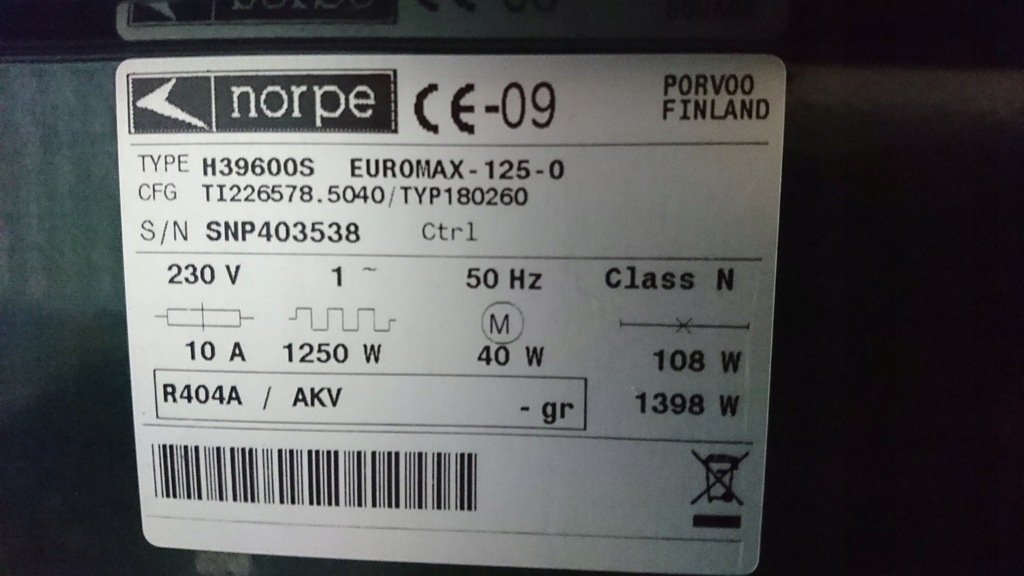 norpe CE-09 PORVOO
FINLAND
TYPE H39600S EUROMAX-125-0
CFG TI226578.5040/TYP180260
S/N SNP403538 Ctrl
230 V 1 ~ 50 Hz Class N
M
10 A 1250 W 40 W 108 W
R404A / AKV - gr 1398 W